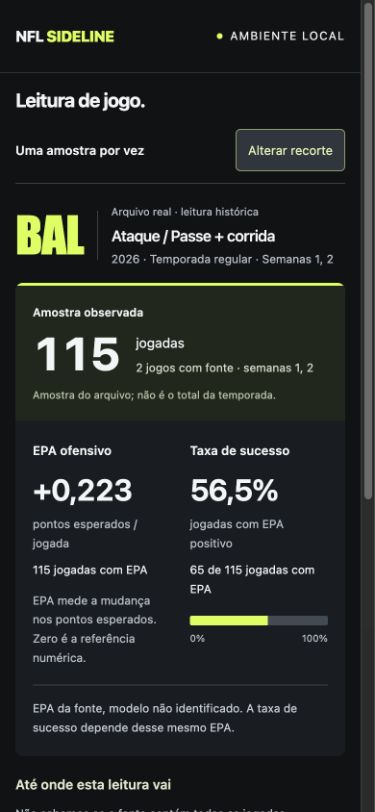 NFL SIDELINE
AMBIENTE LOCAL
Leitura de jogo.
Uma amostra por vez
Alterar recorte
BAL
Arquivo real · leitura histórica
Ataque / Passe + corrida
2026 · Temporada regular · Semanas 1, 2
Amostra observada
115
jogadas
2 jogos com fonte · semanas 1, 2
Amostra do arquivo; não é o total da temporada.
EPA ofensivo
+0,223
pontos esperados /
jogada
115 jogadas com EPA
EPA mede a mudança
nos pontos esperados.
Zero é a referência
numérica.
Taxa de sucesso
56,5%
jogadas com EPA
positivo
65 de 115 jogadas com
EPA
0%
100%
EPA da fonte, modelo não identificado. A taxa de
sucesso depende desse mesmo EPA.
Até onde esta leitura vai